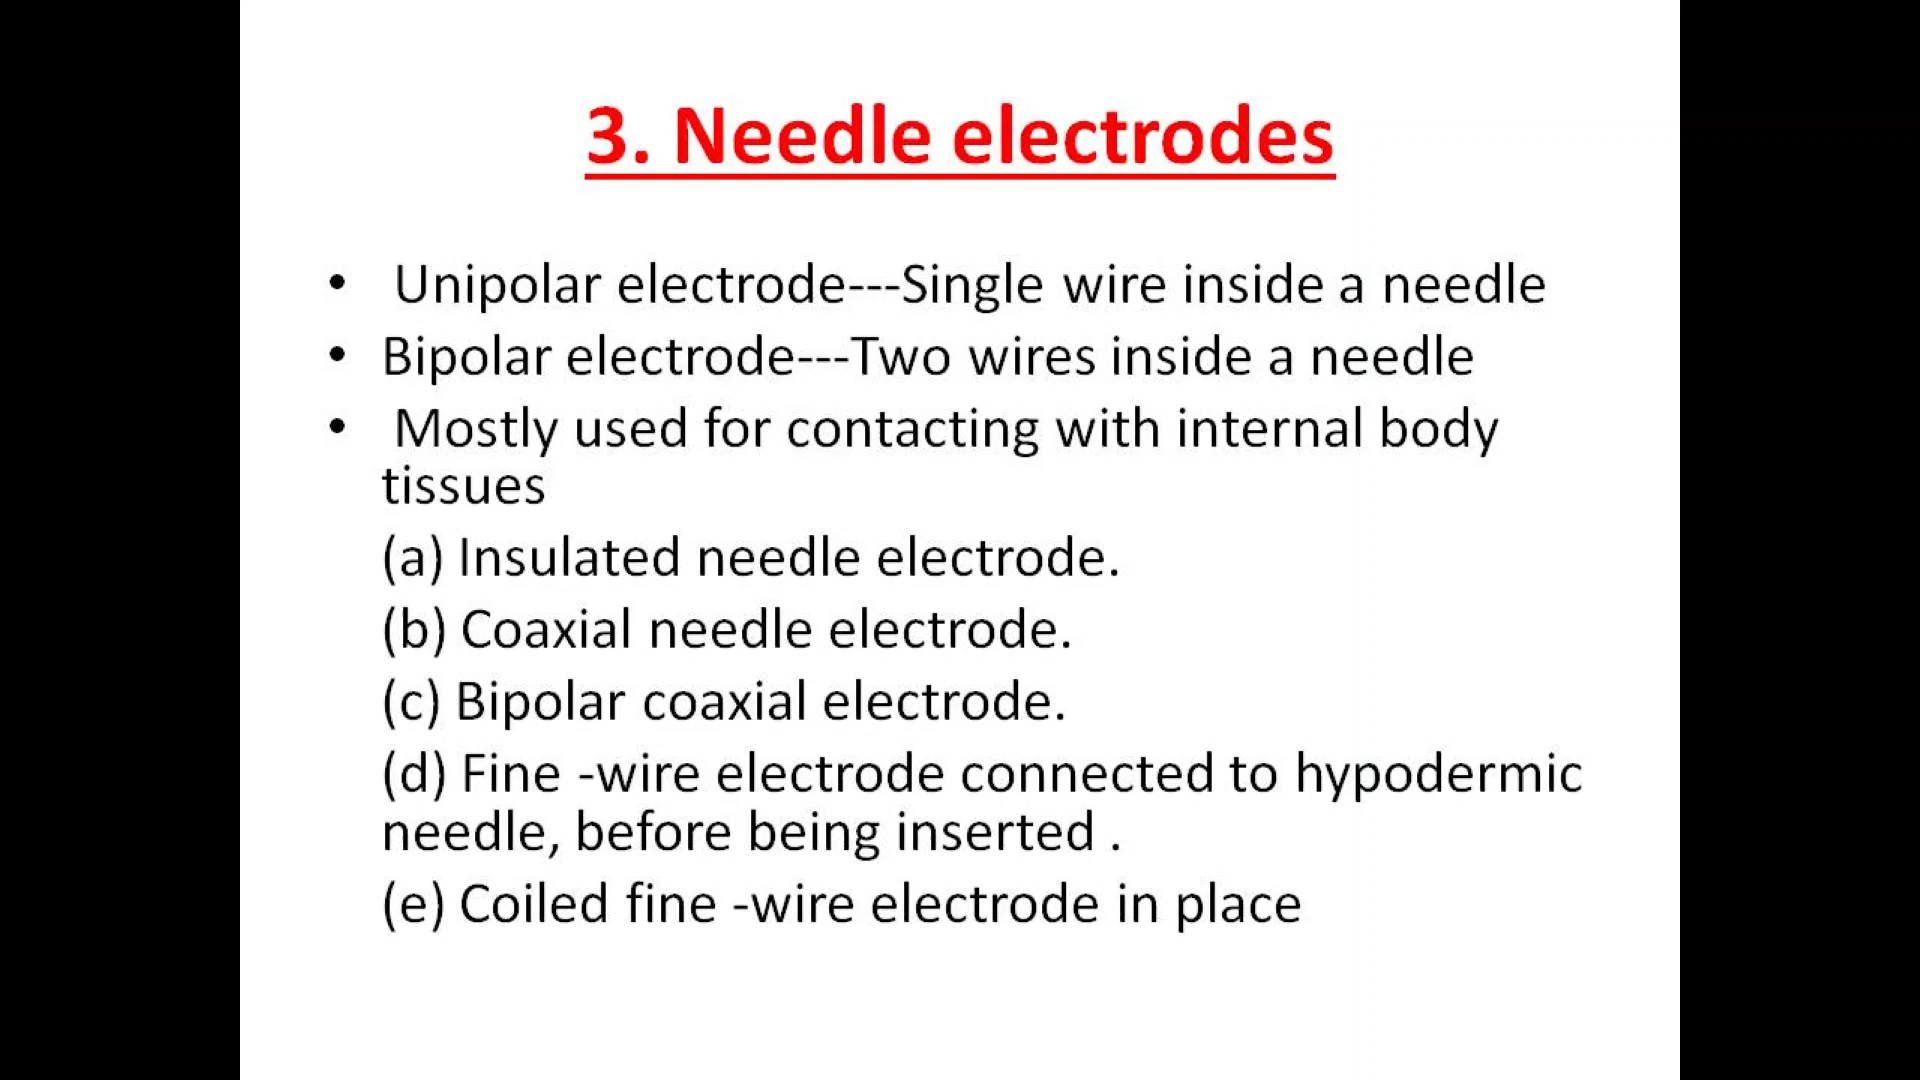 3. Needle electrodes
• Unipolar electrode---Single wire inside a needle
• Bipolar electrode---Two wires inside a needle
• Mostly used for contacting with internal body
tissues
(a) Insulated needle electrode.
(b) Coaxial needle electrode.
(c) Bipolar coaxial electrode.
(d) Fine -wire electrode connected to hypodermic
needle, before being inserted .
(e) Coiled fine -wire electrode in place